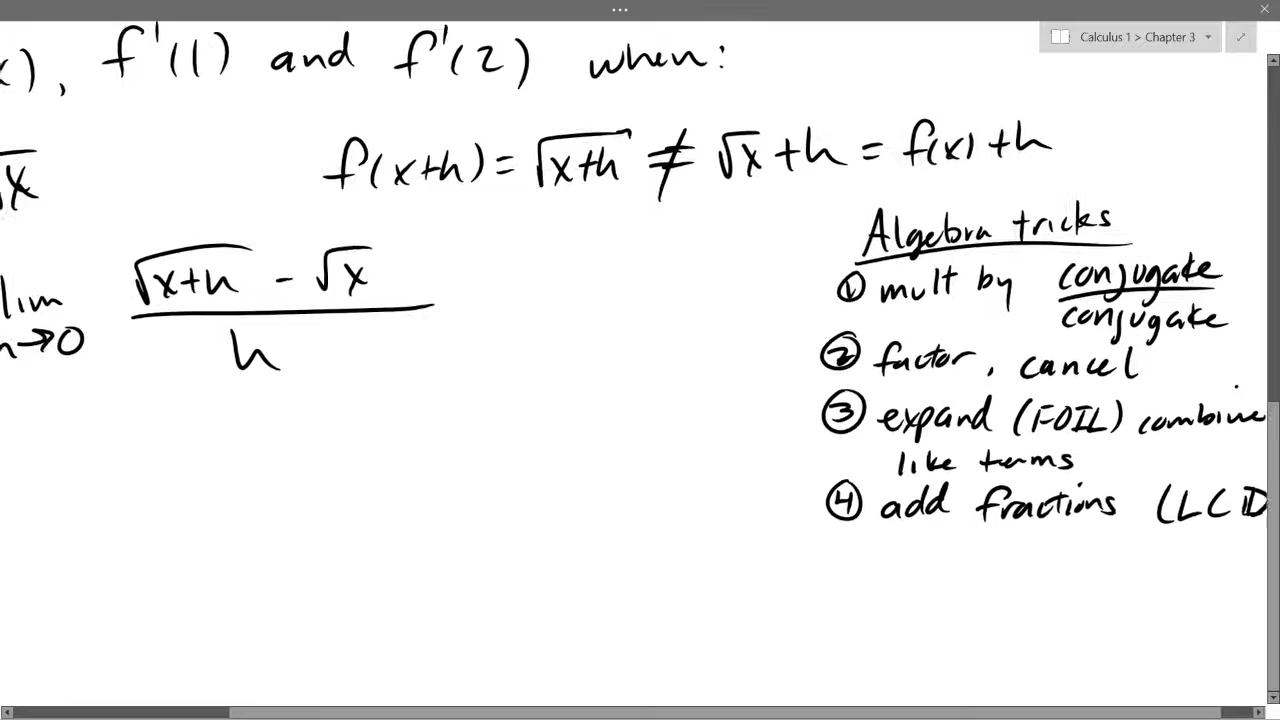 Calculus 1 > Chapter 3
x), f'(1) and f'(2) when:
√x
f(x+h) = √(x+h) ≠ √x + h = f(x) + h
Algebra tricks
① mult by conjugate/conjugate
lim h→0 (√(x+h) - √x)/h
② factor, cancel
③ expand (FOIL) combine
like terms
④ add fractions (LCD